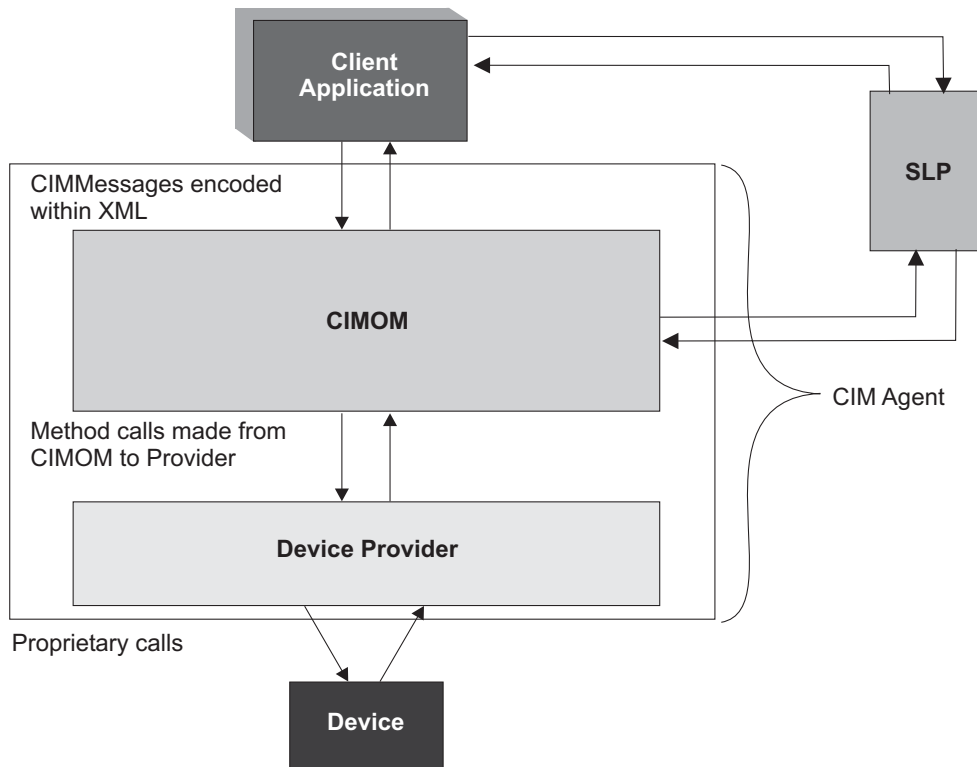 Client
Application
SLP
CIMMessages encoded
within XML
CIMOM
CIM Agent
Method calls made from
CIMOM to Provider
Device Provider
Proprietary calls
Device